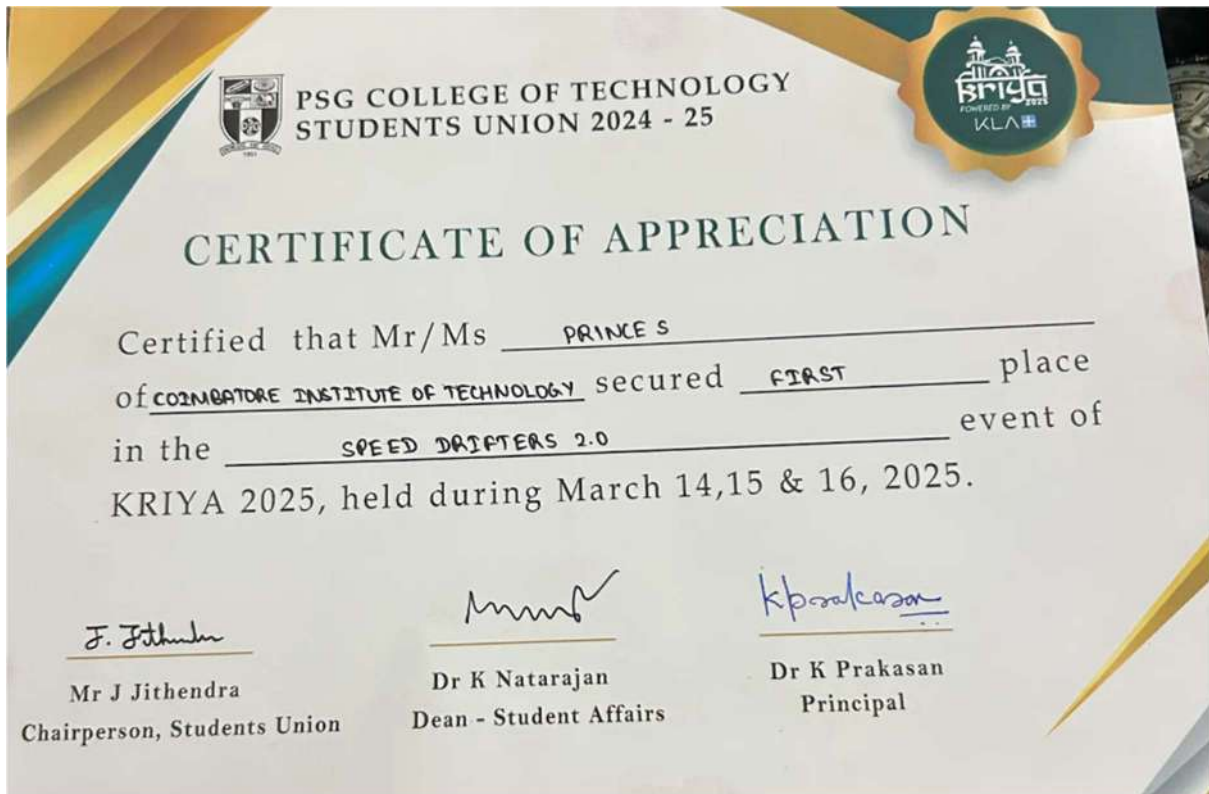 PSG COLLEGE OF TECHNOLOGY
STUDENTS UNION 2024 - 25
Kriya
2025
POWERED BY
KLA
CERTIFICATE OF APPRECIATION
Certified that Mr/Ms PRINCE S
of COIMBATORE INSTITUTE OF TECHNOLOGY secured FIRST place
in the SPEED DRIFTERS 2.0 event of
KRIYA 2025, held during March 14,15 & 16, 2025.
J. Jithendra
kprakasan
Mr J Jithendra
Dr K Natarajan
Dr K Prakasan
Chairperson, Students Union
Dean - Student Affairs
Principal